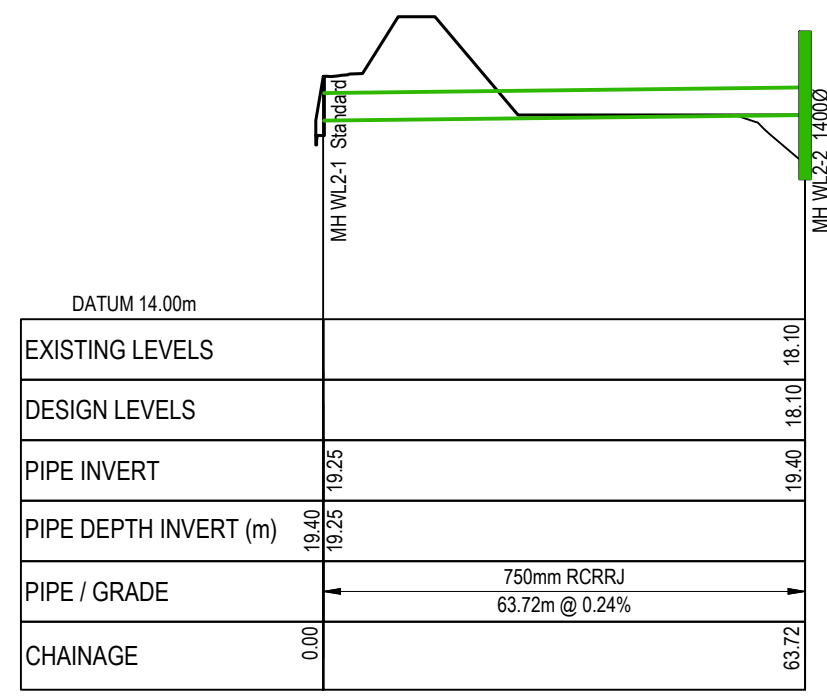 MH WL2-1 Standard
MH WL2-2 1400Ø
DATUM 14.00m
EXISTING LEVELS
18.10
DESIGN LEVELS
18.10
PIPE INVERT
19.25
19.40
PIPE DEPTH INVERT (m)
19.40
19.25
PIPE / GRADE
750mm RCRRJ
63.72m @ 0.24%
CHAINAGE
0.00
63.72